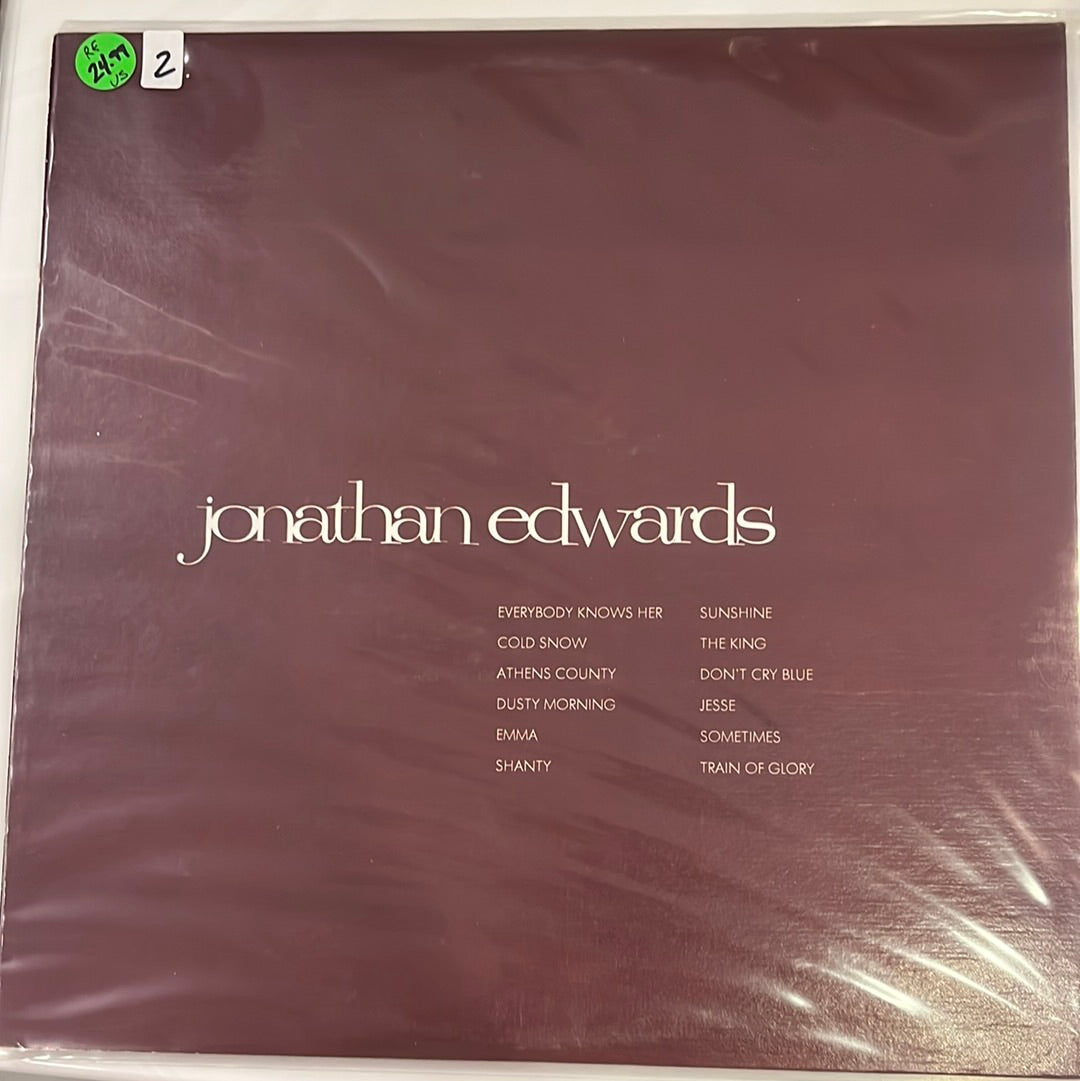 RE
24.99
US
2
jonathan edwards
EVERYBODY KNOWS HER
COLD SNOW
ATHENS COUNTY
DUSTY MORNING
EMMA
SHANTY
SUNSHINE
THE KING
DON'T CRY BLUE
JESSE
SOMETIMES
TRAIN OF GLORY